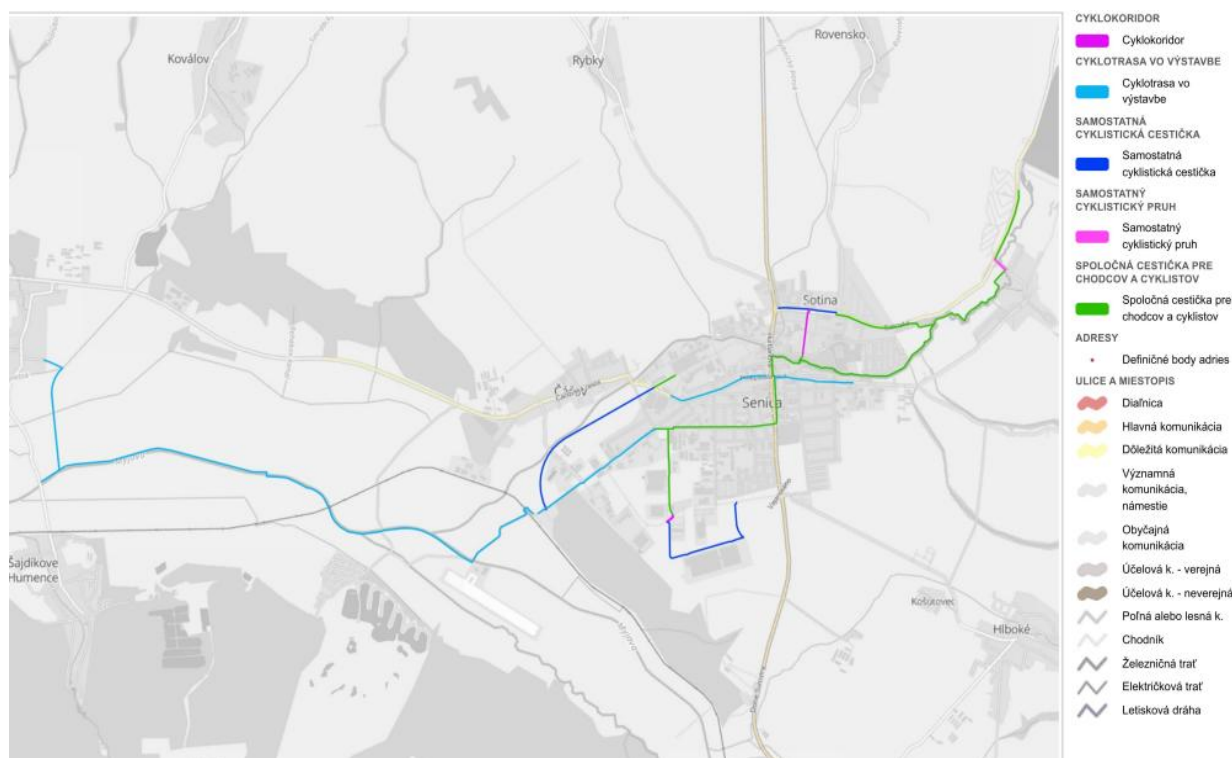 Koválov
Rybky
Rovensko
Sotina
Senica
Myjava
Myjava
Šajdíkove
Humence
Košútovec
Hlboké
CYKLOKORIDOR
Cyklokoridor
CYKLOTRASA VO VÝSTAVBE
Cyklotrasa vo
výstavbe
SAMOSTATNÁ
CYKLISTICKÁ CESTIČKA
Samostatná
cyklistická cestička
SAMOSTATNÝ
CYKLISTICKÝ PRUH
Samostatný
cyklistický pruh
SPOLOČNÁ CESTIČKA PRE
CHODCOV A CYKLISTOV
Spoločná cestička pre
chodcov a cyklistov
ADRESY
Definičné body adries
ULICE A MIESTOPIS
Diaľnica
Hlavná komunikácia
Dôležitá komunikácia
Významná
komunikácia,
námestie
Obyčajná
komunikácia
Účelová k. - verejná
Účelová k. - neverejná
Poľná alebo lesná k.
Chodník
Železničná trať
Električková trať
Letisková dráha